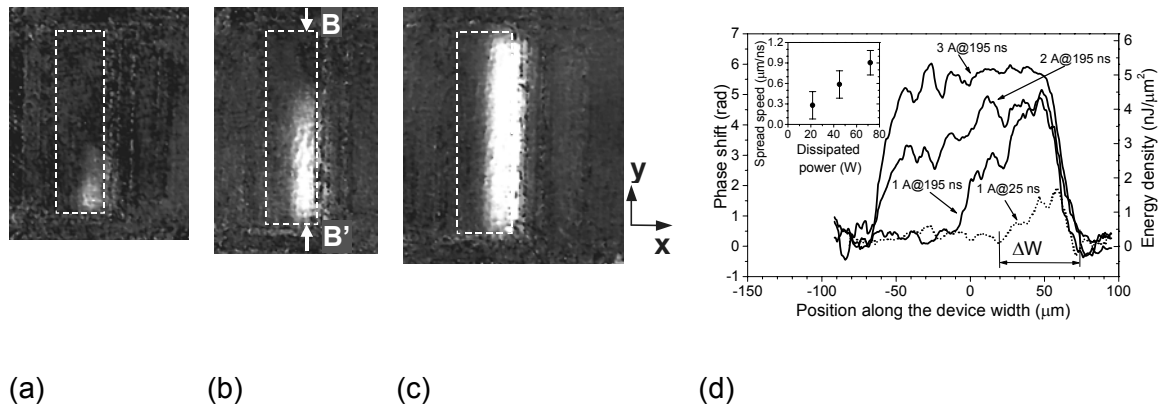 B
B'
y
x
7
6
5
4
3
2
1
0
-1
Phase shift (rad)
1.2
0.9
0.6
0.3
0.0
Spread speed (μm/ns)
0 20 40 60 80
Dissipated
power (W)
3 A@195 ns
2 A@195 ns
1 A@195 ns
1 A@25 ns
ΔW
6
5
4
3
2
1
0
Energy density (nJ/μm²)
-150 -100 -50 0 50 100
Position along the device width (μm)
(a) (b) (c) (d)